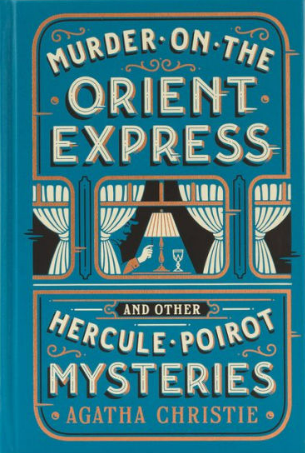 MURDER·ON·THE
ORIENT
EXPRESS
AND OTHER
HERCULE·POIROT
MYSTERIES
AGATHA CHRISTIE